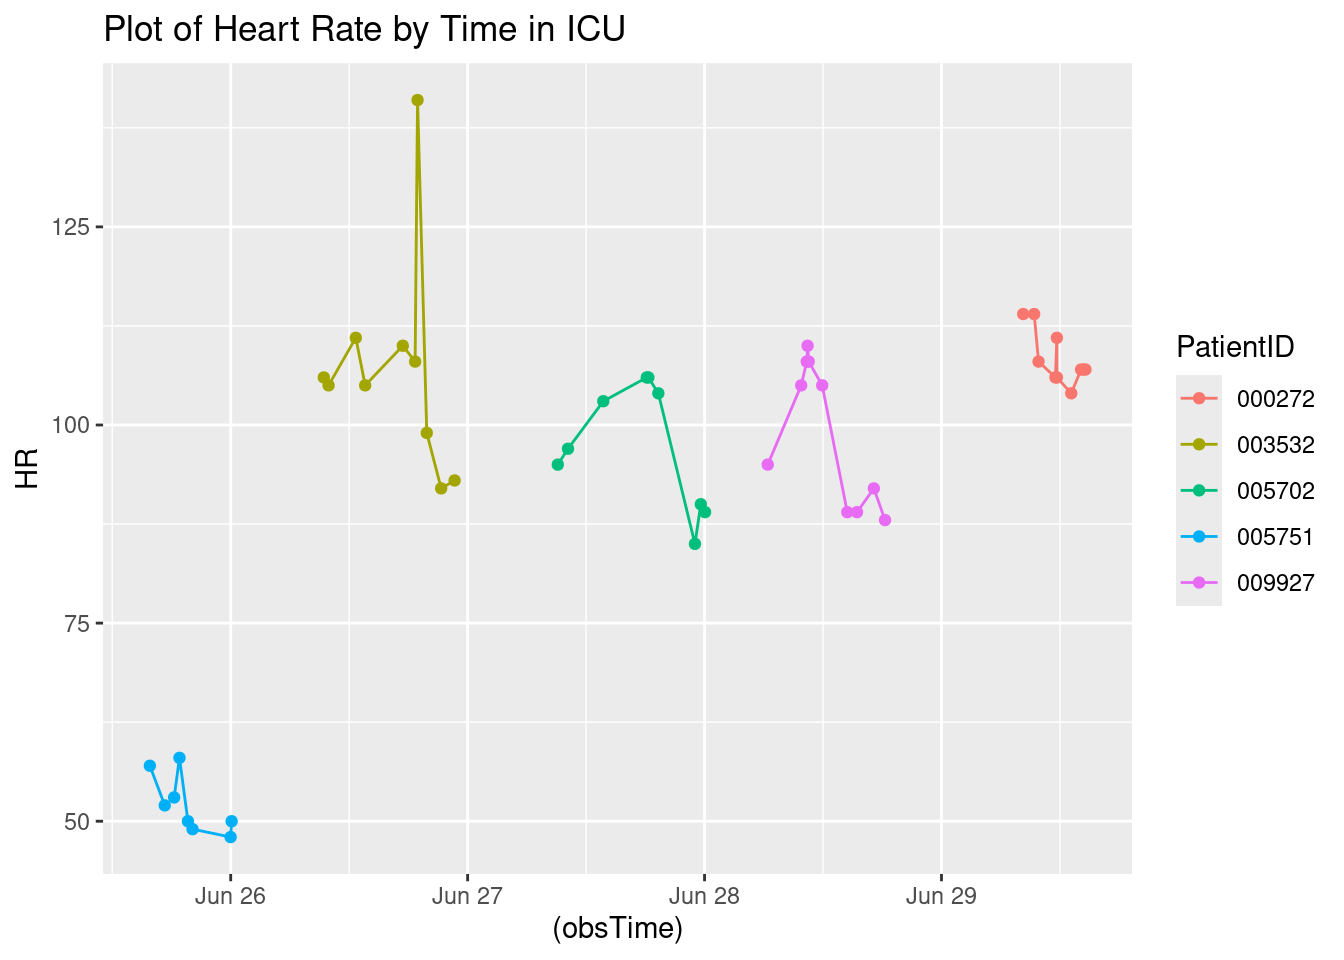 Plot of Heart Rate by Time in ICU
125
100
75
50
HR
Jun 26
Jun 27
Jun 28
Jun 29
(obsTime)
PatientID
000272
003532
005702
005751
009927